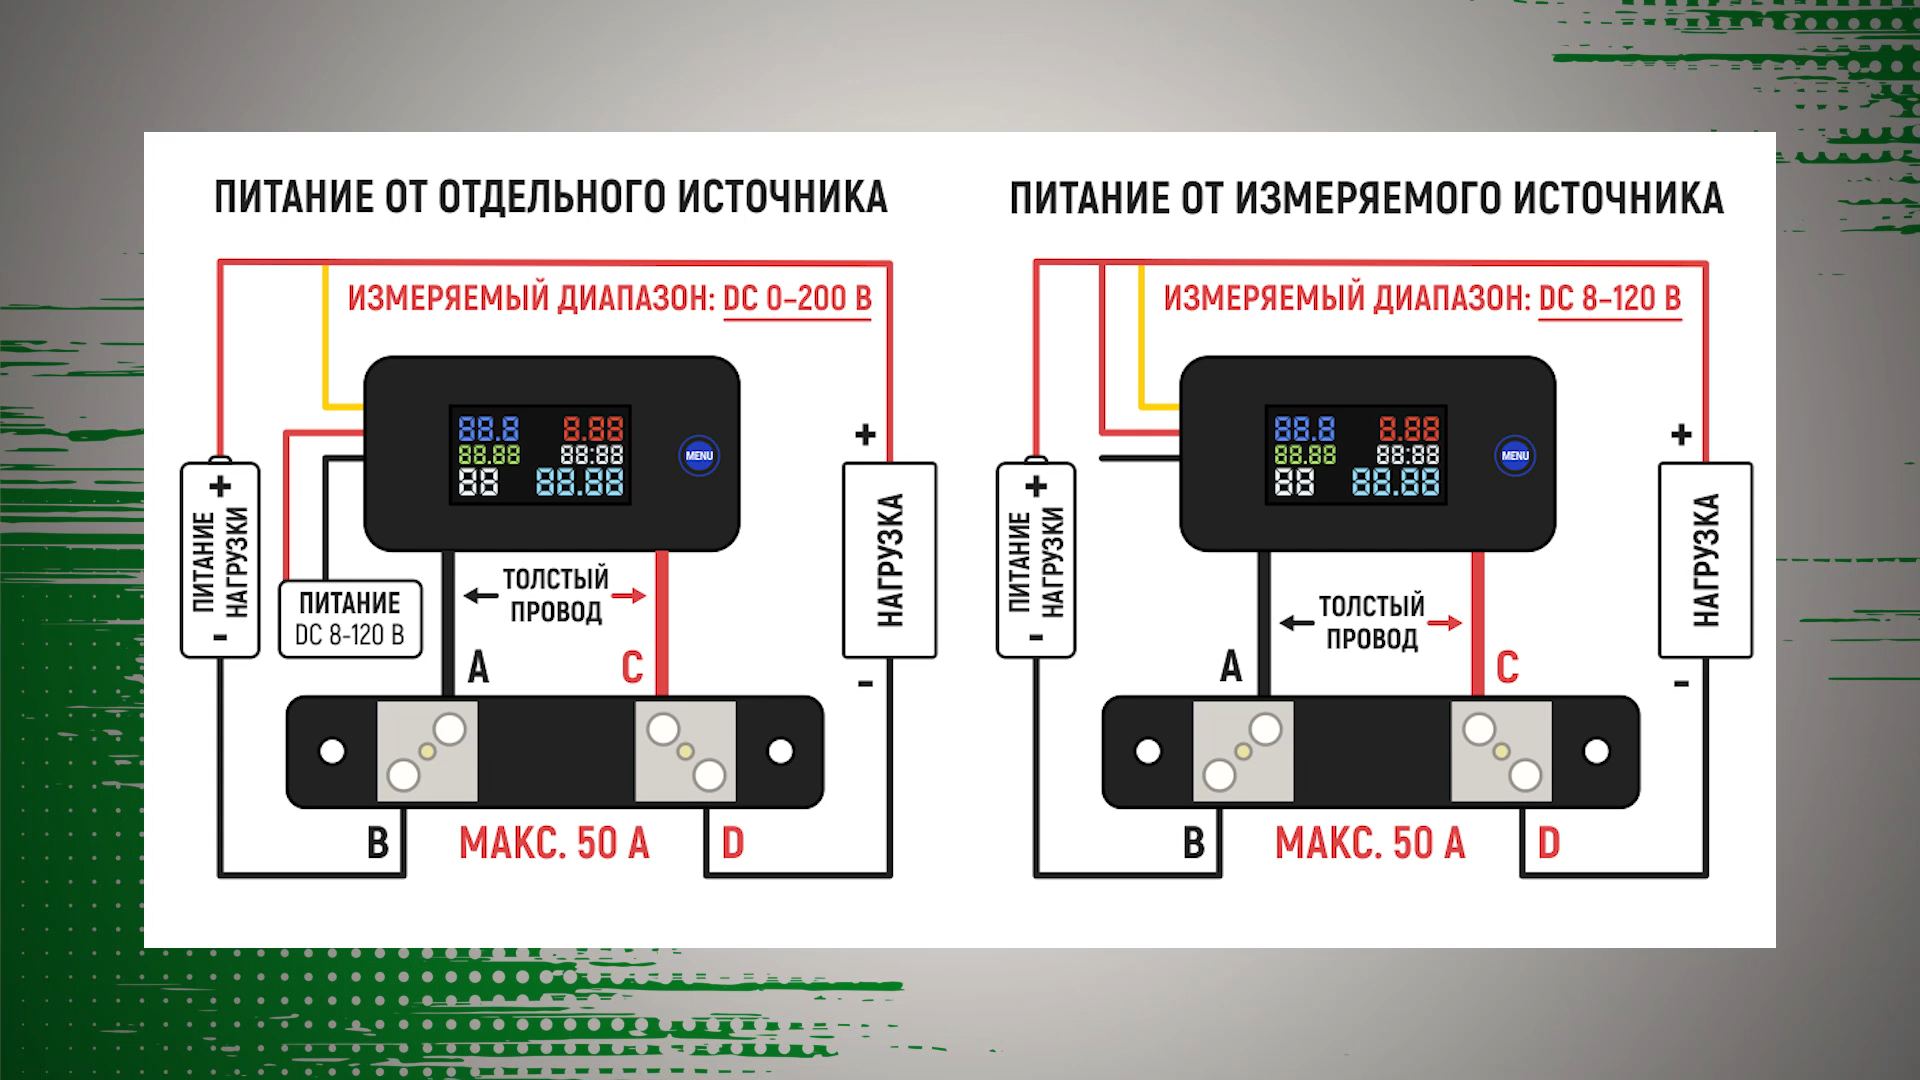 ПИТАНИЕ ОТ ОТДЕЛЬНОГО ИСТОЧНИКА
ИЗМЕРЯЕМЫЙ ДИАПАЗОН: DC 0–200 В
88.8 8.88
88.88 88:88
88 88.88
MENU
+
ПИТАНИЕ
НАГРУЗКИ
-
ПИТАНИЕ
DC 8-120 В
ТОЛСТЫЙ
ПРОВОД
+
НАГРУЗКА
-
A
C
B
МАКС. 50 А
D
ПИТАНИЕ ОТ ИЗМЕРЯЕМОГО ИСТОЧНИКА
ИЗМЕРЯЕМЫЙ ДИАПАЗОН: DC 8–120 В
88.8 8.88
88.88 88:88
88 88.88
MENU
+
ПИТАНИЕ
НАГРУЗКИ
-
ТОЛСТЫЙ
ПРОВОД
+
НАГРУЗКА
-
A
C
B
МАКС. 50 А
D